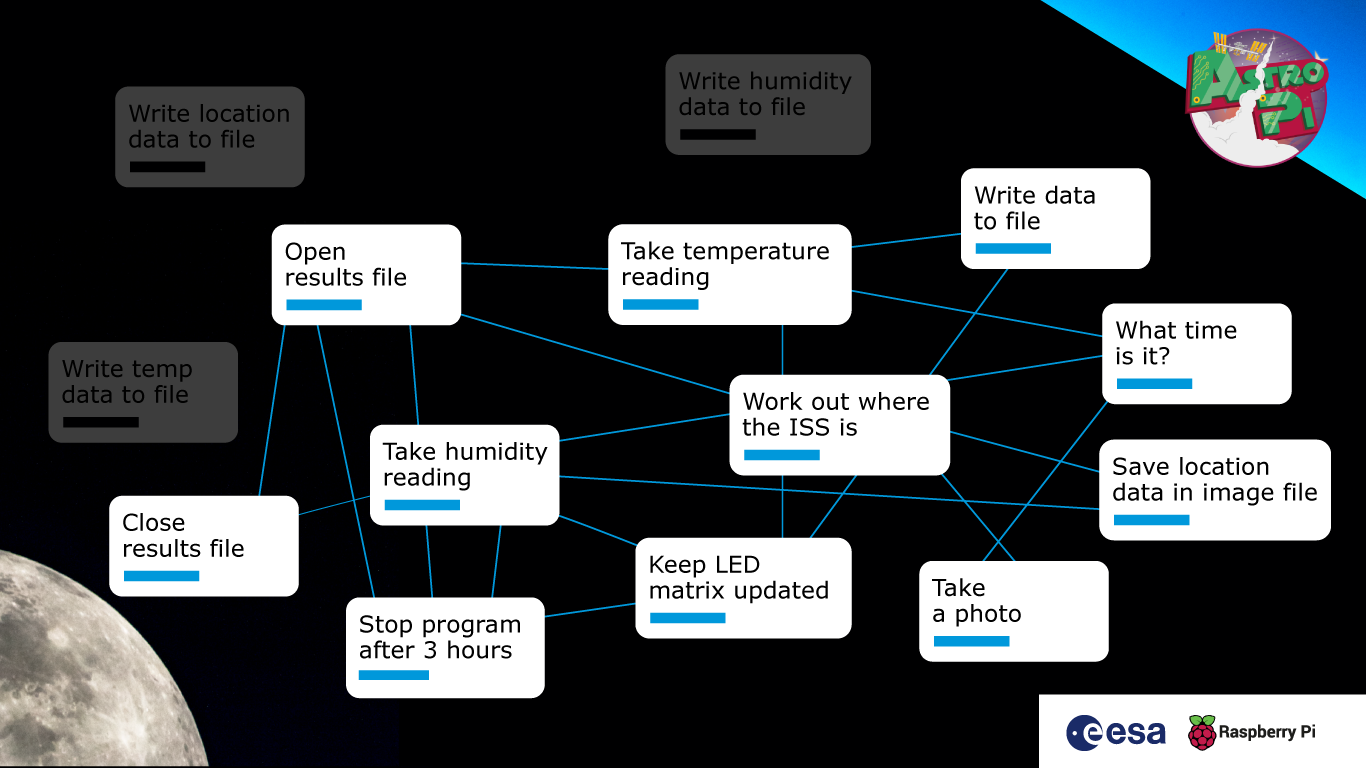 Write location
data to file
Write humidity
data to file
ASTRO
Pi
Write data
to file
Open
results file
Take temperature
reading
What time
is it?
Write temp
data to file
Work out where
the ISS is
Take humidity
reading
Save location
data in image file
Close
results file
Keep LED
matrix updated
Take
a photo
Stop program
after 3 hours
esa
Raspberry Pi